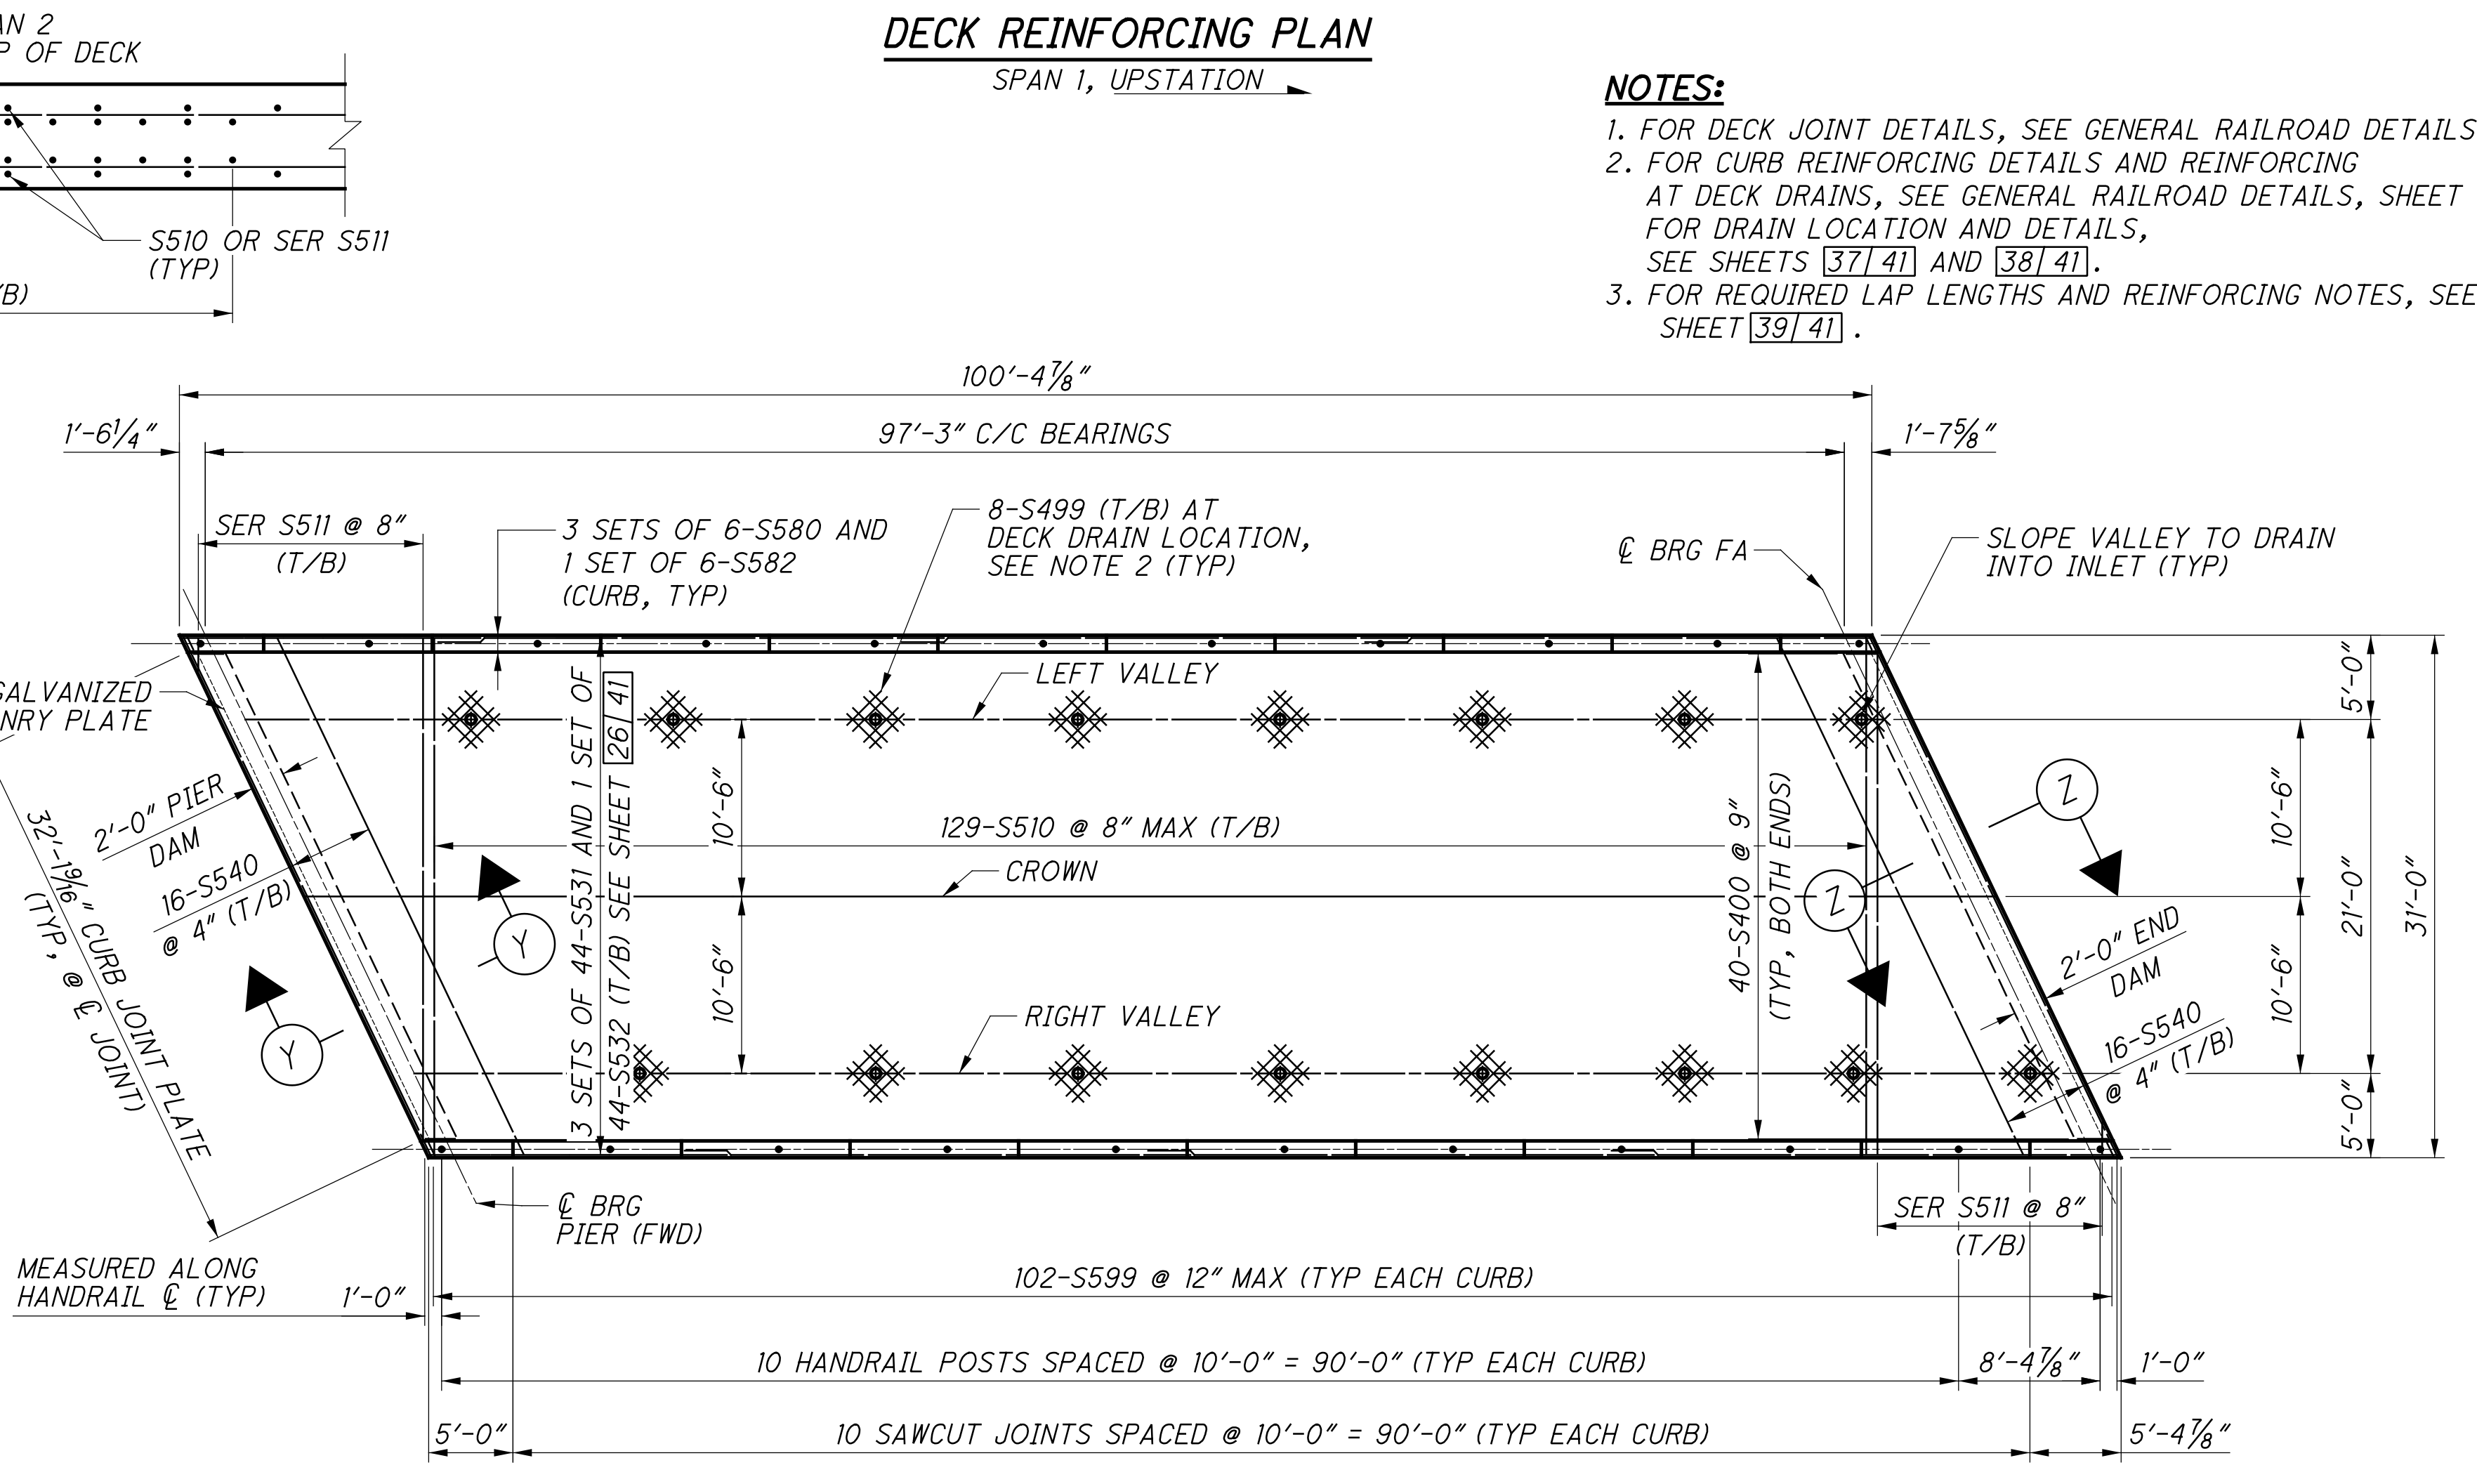 AN 2
P OF DECK
S510 OR SER S511
(TYP)
/B)
DECK REINFORCING PLAN
SPAN 1, UPSTATION
NOTES:
1. FOR DECK JOINT DETAILS, SEE GENERAL RAILROAD DETAILS
2. FOR CURB REINFORCING DETAILS AND REINFORCING
AT DECK DRAINS, SEE GENERAL RAILROAD DETAILS, SHEET
FOR DRAIN LOCATION AND DETAILS,
SEE SHEETS 37/41 AND 38/41.
3. FOR REQUIRED LAP LENGTHS AND REINFORCING NOTES, SEE
SHEET 39/41.
100'-4⅞"
1'-6¼"
97'-3" C/C BEARINGS
1'-7⅝"
SER S511 @ 8"
(T/B)
3 SETS OF 6-S580 AND
1 SET OF 6-S582
(CURB, TYP)
8-S499 (T/B) AT
DECK DRAIN LOCATION,
SEE NOTE 2 (TYP)
℄ BRG FA
SLOPE VALLEY TO DRAIN
INTO INLET (TYP)
GALVANIZED
NRY PLATE
LEFT VALLEY
2'-0" PIER
DAM
16-S540
@ 4" (T/B)
32'-1 9/16" CURB JOINT PLATE
(TYP, @ ℄ JOINT)
3 SETS OF 44-S531 AND 1 SET OF
44-S532 (T/B) SEE SHEET 26/41
10'-6"
10'-6"
129-S510 @ 8" MAX (T/B)
CROWN
RIGHT VALLEY
40-S400 @ 9"
(TYP, BOTH ENDS)
Y
Y
Z
Z
2'-0" END
DAM
16-S540
@ 4" (T/B)
10'-6"
10'-6"
5'-0"
21'-0"
5'-0"
31'-0"
℄ BRG
PIER (FWD)
SER S511 @ 8"
(T/B)
MEASURED ALONG
HANDRAIL ℄ (TYP)
1'-0"
102-S599 @ 12" MAX (TYP EACH CURB)
10 HANDRAIL POSTS SPACED @ 10'-0" = 90'-0" (TYP EACH CURB)
8'-4⅞"
1'-0"
5'-0"
10 SAWCUT JOINTS SPACED @ 10'-0" = 90'-0" (TYP EACH CURB)
5'-4⅞"